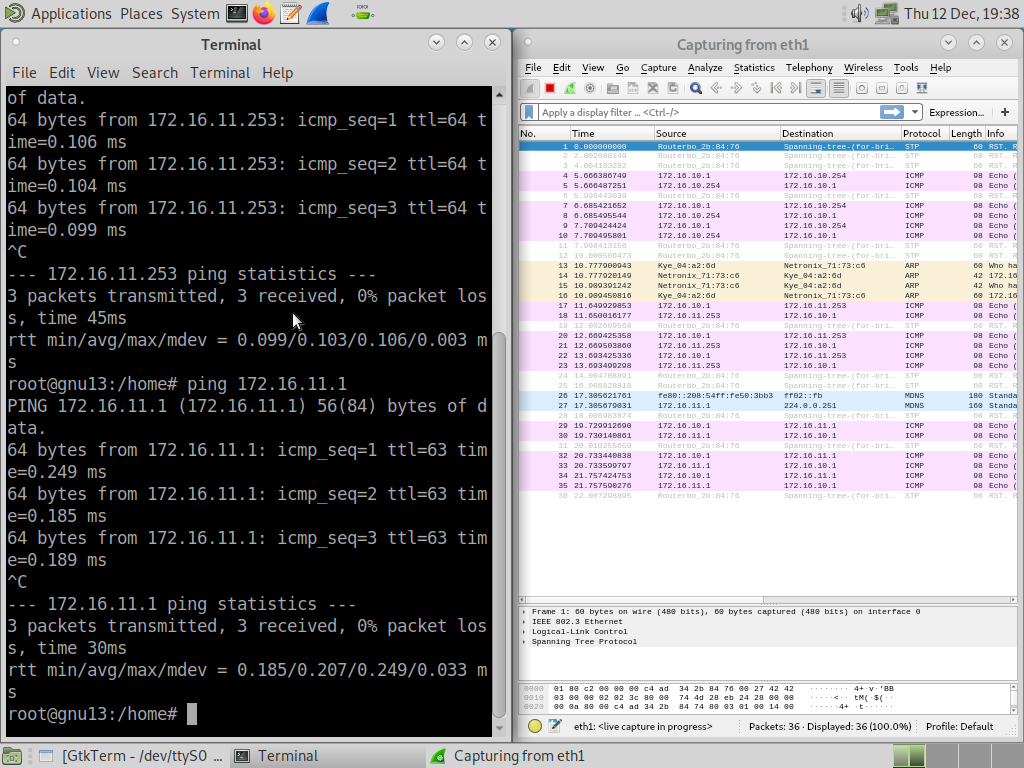 Applications Places System Thu 12 Dec, 19:38
Terminal
File Edit View Search Terminal Help
of data.
64 bytes from 172.16.11.253: icmp_seq=1 ttl=64 t
ime=0.106 ms
64 bytes from 172.16.11.253: icmp_seq=2 ttl=64 t
ime=0.104 ms
64 bytes from 172.16.11.253: icmp_seq=3 ttl=64 t
ime=0.099 ms
^C
--- 172.16.11.253 ping statistics ---
3 packets transmitted, 3 received, 0% packet los
s, time 45ms
rtt min/avg/max/mdev = 0.099/0.103/0.106/0.003 m
s
root@gnu13:/home# ping 172.16.11.1
PING 172.16.11.1 (172.16.11.1) 56(84) bytes of d
ata.
64 bytes from 172.16.11.1: icmp_seq=1 ttl=63 tim
e=0.249 ms
64 bytes from 172.16.11.1: icmp_seq=2 ttl=63 tim
e=0.185 ms
64 bytes from 172.16.11.1: icmp_seq=3 ttl=63 tim
e=0.189 ms
^C
--- 172.16.11.1 ping statistics ---
3 packets transmitted, 3 received, 0% packet los
s, time 30ms
rtt min/avg/max/mdev = 0.185/0.207/0.249/0.033 m
s
root@gnu13:/home#
Capturing from eth1
File Edit View Go Capture Analyze Statistics Telephony Wireless Tools Help
Apply a display filter ... <Ctrl-/> Expression... +
No. Time Source Destination Protocol Length Info
1 0.000000000 Routerbo_2b:84:76 Spanning-tree-(for-bri... STP 60 RST. R
2 2.002088149 Routerbo_2b:84:76 Spanning-tree-(for-bri... STP 60 RST. R
3 4.004183282 Routerbo_2b:84:76 Spanning-tree-(for-bri... STP 60 RST. R
4 5.666386749 172.16.10.1 172.16.10.254 ICMP 98 Echo (
5 5.666487251 172.16.10.254 172.16.10.1 ICMP 98 Echo (
6 5.996443039 Routerbo_2b:84:76 Spanning-tree-(for-bri... STP 60 RST. R
7 6.685421652 172.16.10.1 172.16.10.254 ICMP 98 Echo (
8 6.685495544 172.16.10.254 172.16.10.1 ICMP 98 Echo (
9 7.709424424 172.16.10.1 172.16.10.254 ICMP 98 Echo (
10 7.709495801 172.16.10.254 172.16.10.1 ICMP 98 Echo (
11 7.998413156 Routerbo_2b:84:76 Spanning-tree-(for-bri... STP 60 RST. R
12 10.000506473 Routerbo_2b:84:76 Spanning-tree-(for-bri... STP 60 RST. R
13 10.777900943 Kye_04:a2:6d Netronix_71:73:c6 ARP 60 Who ha
14 10.777920149 Netronix_71:73:c6 Kye_04:a2:6d ARP 42 172.16
15 10.909391242 Netronix_71:73:c6 Kye_04:a2:6d ARP 42 Who ha
16 10.909450816 Kye_04:a2:6d Netronix_71:73:c6 ARP 60 172.16
17 11.649929853 172.16.10.1 172.16.11.253 ICMP 98 Echo (
18 11.650016177 172.16.11.253 172.16.10.1 ICMP 98 Echo (
19 12.002609568 Routerbo_2b:84:76 Spanning-tree-(for-bri... STP 60 RST. R
20 12.669425358 172.16.10.1 172.16.11.253 ICMP 98 Echo (
21 12.669503860 172.16.11.253 172.16.10.1 ICMP 98 Echo (
22 13.693425336 172.16.10.1 172.16.11.253 ICMP 98 Echo (
23 13.693499298 172.16.11.253 172.16.10.1 ICMP 98 Echo (
24 14.004708891 Routerbo_2b:84:76 Spanning-tree-(for-bri... STP 60 RST. R
25 16.006828818 Routerbo_2b:84:76 Spanning-tree-(for-bri... STP 60 RST. R
26 17.305621761 fe80::208:54ff:fe50:3bb3 ff02::fb MDNS 180 Standa
27 17.305679031 172.16.11.1 224.0.0.251 MDNS 160 Standa
28 18.000983874 Routerbo_2b:84:76 Spanning-tree-(for-bri... STP 60 RST. R
29 19.729912690 172.16.10.1 172.16.11.1 ICMP 98 Echo (
30 19.730140861 172.16.11.1 172.16.10.1 ICMP 98 Echo (
31 20.010255650 Routerbo_2b:84:76 Spanning-tree-(for-bri... STP 60 RST. R
32 20.733440838 172.16.10.1 172.16.11.1 ICMP 98 Echo (
33 20.733599797 172.16.11.1 172.16.10.1 ICMP 98 Echo (
34 21.757424753 172.16.10.1 172.16.11.1 ICMP 98 Echo (
35 21.757590276 172.16.11.1 172.16.10.1 ICMP 98 Echo (
36 22.007298895 Routerbo_2b:84:76 Spanning-tree-(for-bri... STP 60 RST. R
Frame 1: 60 bytes on wire (480 bits), 60 bytes captured (480 bits) on interface 0
IEEE 802.3 Ethernet
Logical-Link Control
Spanning Tree Protocol
0000 01 80 c2 00 00 00 c4 ad 34 2b 84 76 00 27 42 42 ········ 4+·v·'BB
0010 03 00 00 02 02 3c 80 00 74 4d 28 eb 24 28 00 00 ·····<·· tM(·$(··
0020 00 0a 80 00 c4 ad 34 2b 84 74 80 03 01 00 14 00 ······4+ ·t······
eth1: <live capture in progress> Packets: 36 · Displayed: 36 (100.0%) Profile: Default
[GtkTerm - /dev/ttyS0 ... Terminal Capturing from eth1